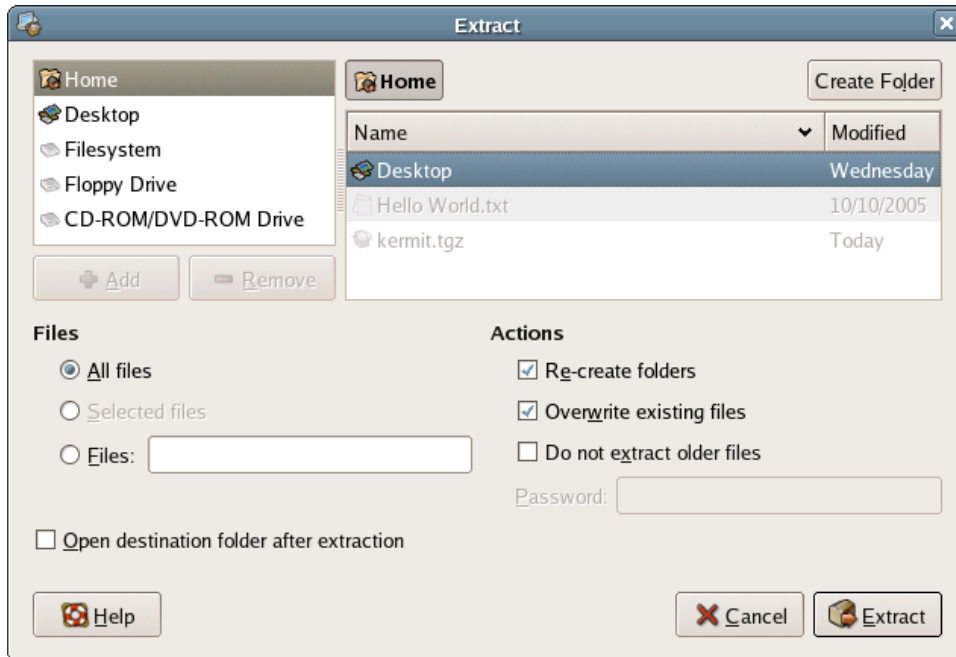 Extract
Home
Desktop
Filesystem
Floppy Drive
CD-ROM/DVD-ROM Drive
Add
Remove
Home
Create Folder
Name
Modified
Desktop
Wednesday
Hello World.txt
10/10/2005
kermit.tgz
Today
Files
All files
Selected files
Files:
Actions
Re-create folders
Overwrite existing files
Do not extract older files
Password:
Open destination folder after extraction
Help
Cancel
Extract